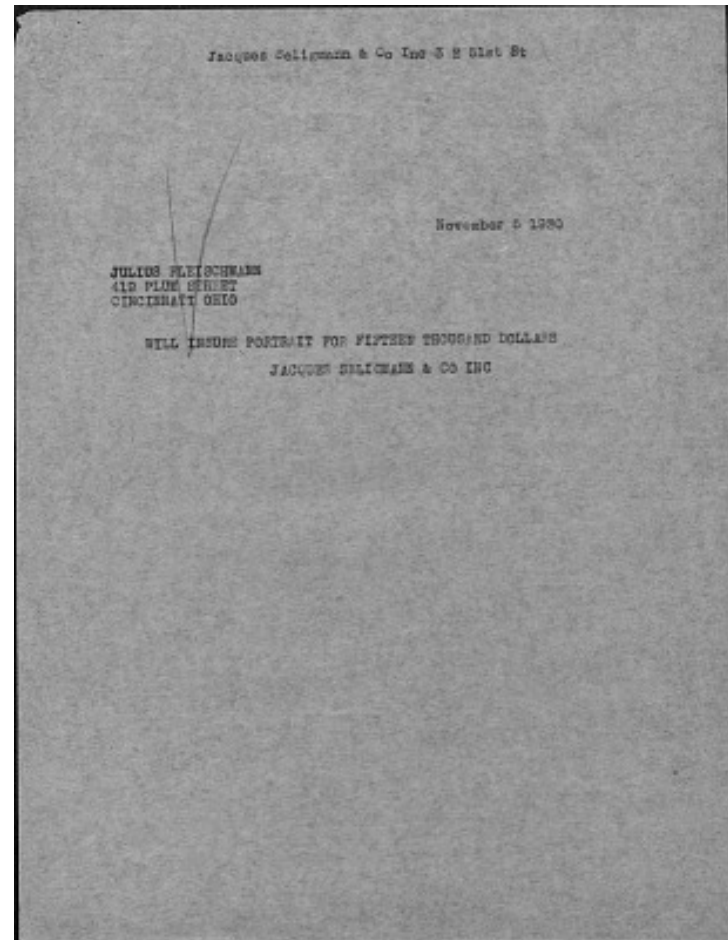 Jacques Seligmann & Co Inc 3 E 51st St
November 5 1930
JULIUS FLEISCHMANN
419 PLUM STREET
CINCINNATI OHIO
WILL INSURE PORTRAIT FOR FIFTEEN THOUSAND DOLLARS
JACQUES SELIGMANN & CO INC